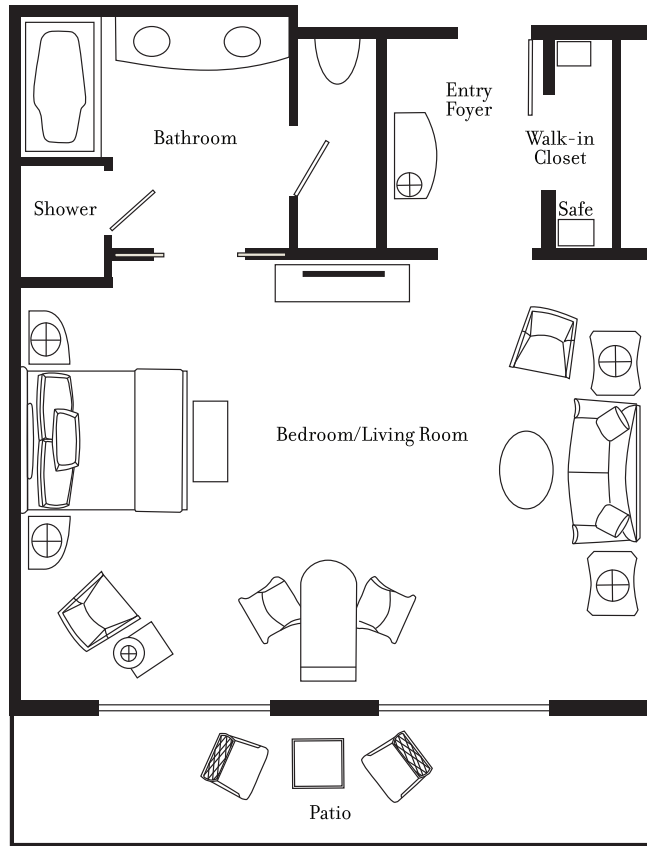 Entry
Foyer
Bathroom
Walk-in
Closet
Shower
Safe
Bedroom/Living Room
Patio